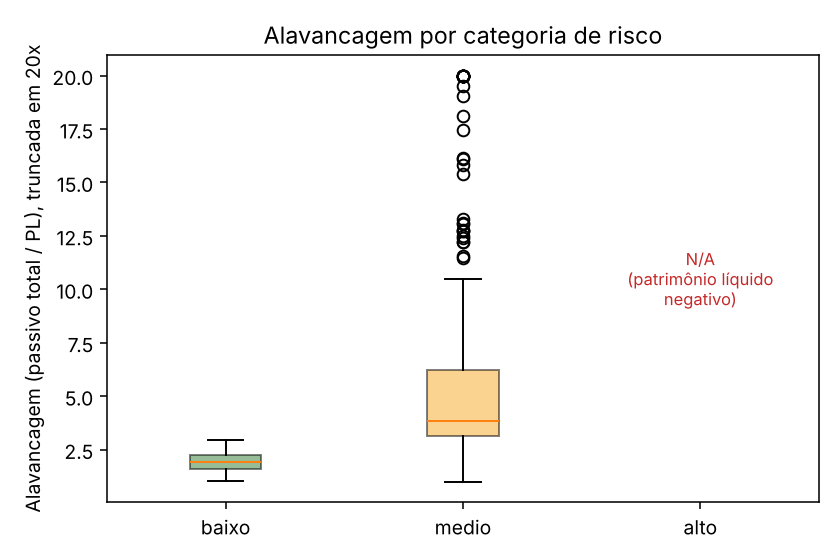 Alavancagem por categoria de risco
Alavancagem (passivo total / PL), truncada em 20x
20.0
17.5
15.0
12.5
10.0
7.5
5.0
2.5
N/A
(patrimônio líquido
negativo)
baixo
medio
alto